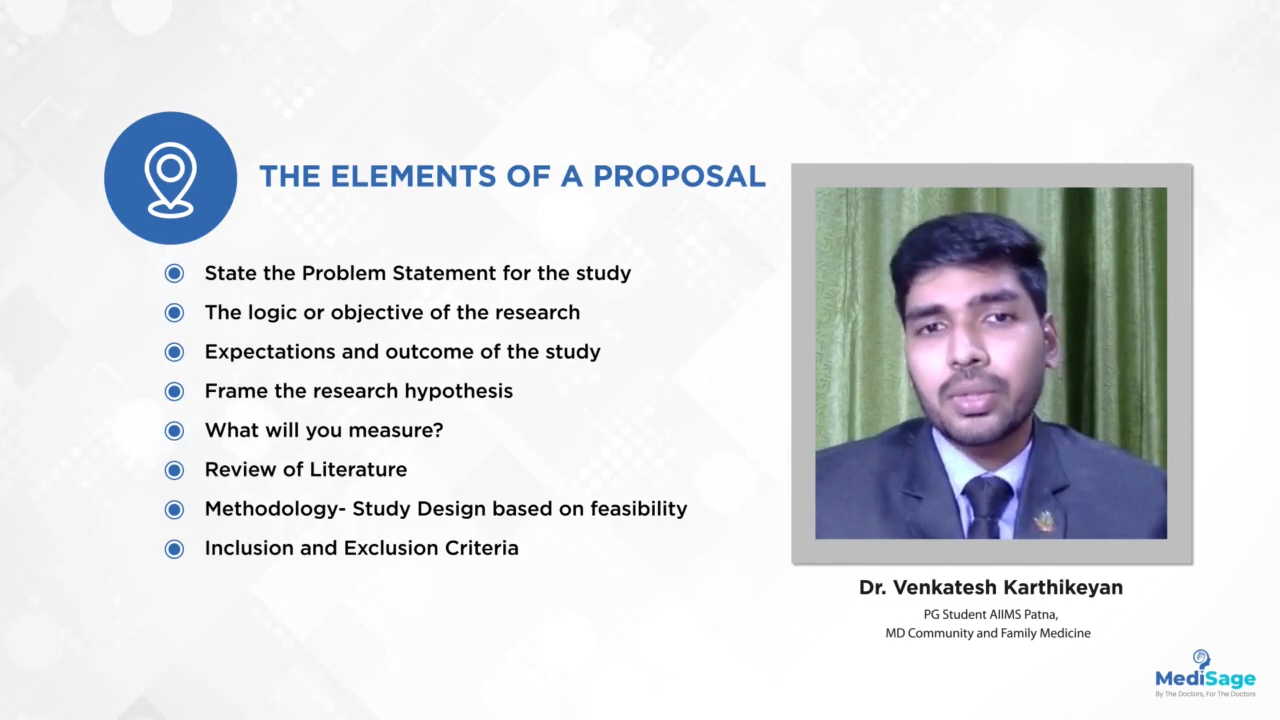 THE ELEMENTS OF A PROPOSAL
State the Problem Statement for the study
The logic or objective of the research
Expectations and outcome of the study
Frame the research hypothesis
What will you measure?
Review of Literature
Methodology- Study Design based on feasibility
Inclusion and Exclusion Criteria
Dr. Venkatesh Karthikeyan
PG Student AIIMS Patna,
MD Community and Family Medicine
MediSage
By The Doctors, For The Doctors